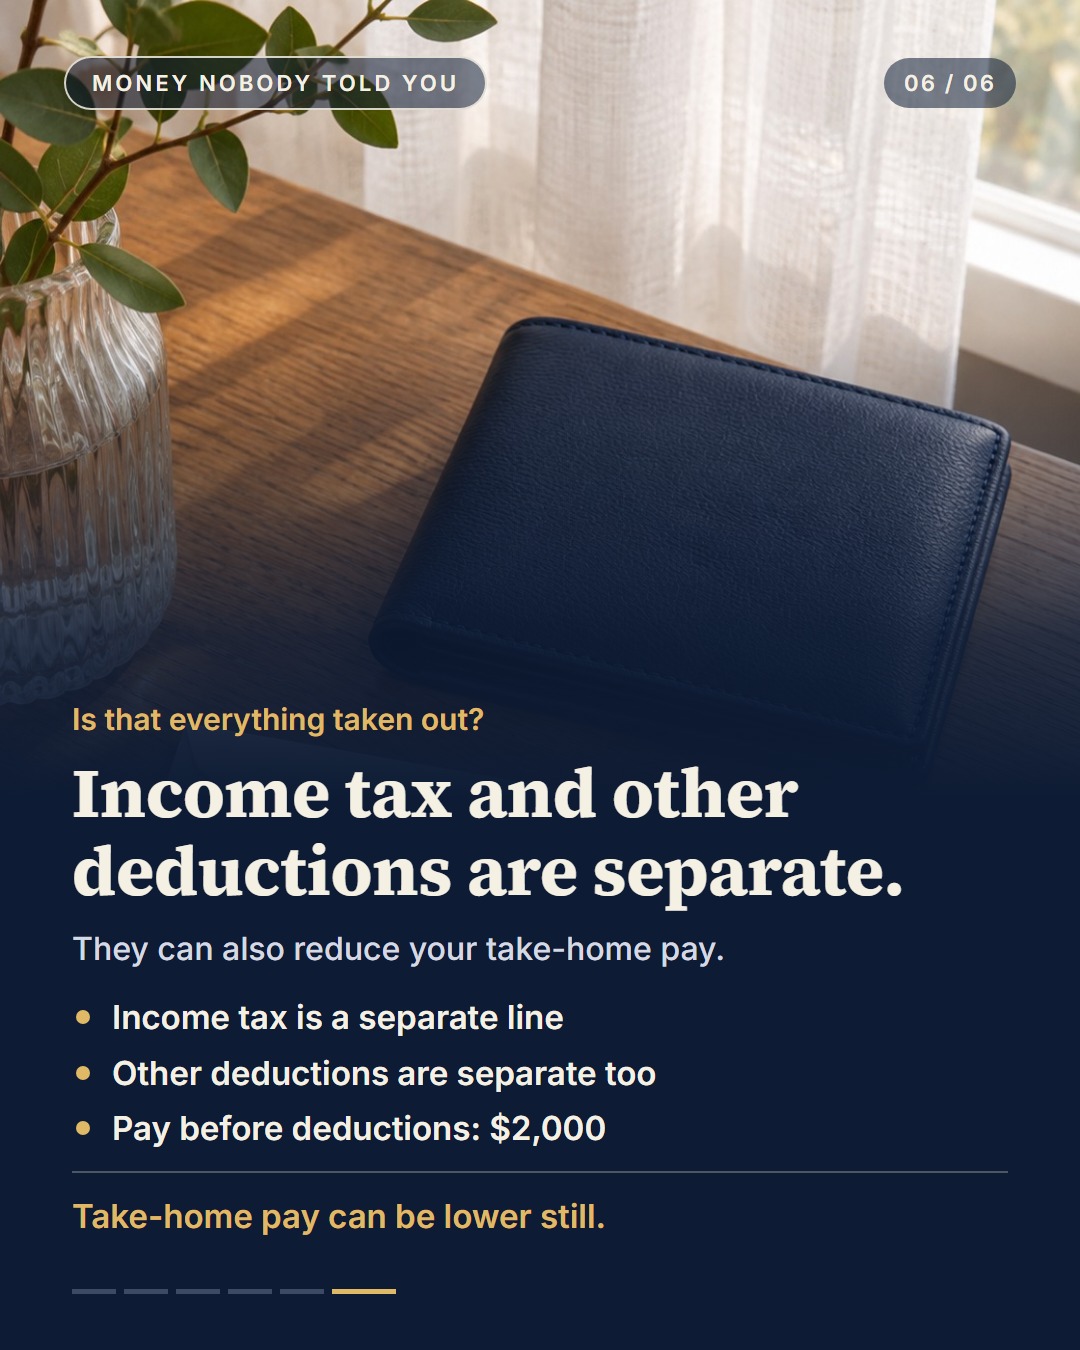 MONEY NOBODY TOLD YOU
06 / 06
Is that everything taken out?
Income tax and other
deductions are separate.
They can also reduce your take-home pay.
Income tax is a separate line
Other deductions are separate too
Pay before deductions: $2,000
Take-home pay can be lower still.